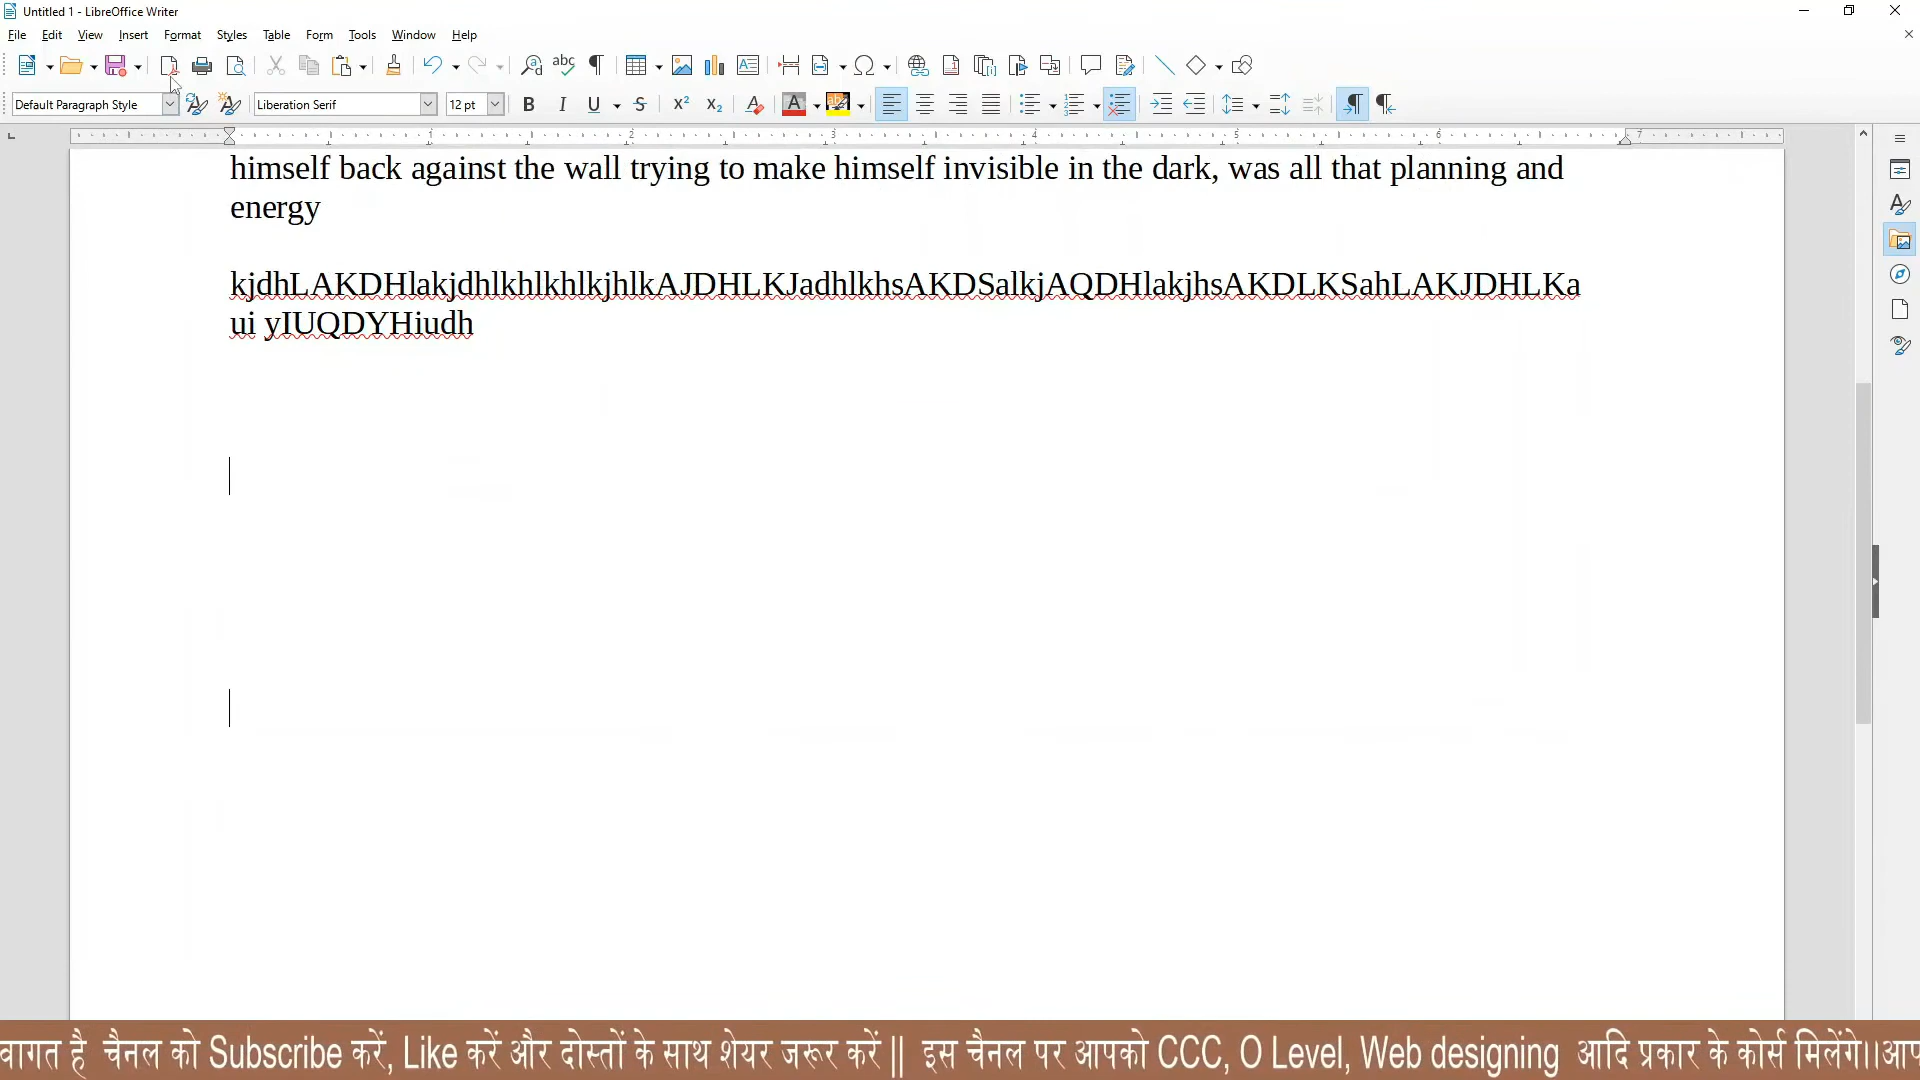 Untitled 1 - LibreOffice Writer
File Edit View Insert Format Styles Table Form Tools Window Help
Default Paragraph Style Liberation Serif 12 pt
himself back against the wall trying to make himself invisible in the dark, was all that planning and
energy
kjdhLAKDHlakjdhlkhlkhlkjhlkAJDHLKJadhlkhsAKDSalkjAQDHlakjhsAKDLKSahLAKJDHLKa
ui yIUQDYHiudh
वागत है चैनल को Subscribe करें, Like करें और दोस्तों के साथ शेयर जरूर करें || इस चैनल पर आपको CCC, O Level, Web designing आदि प्रकार के कोर्स मिलेंगे।।आप